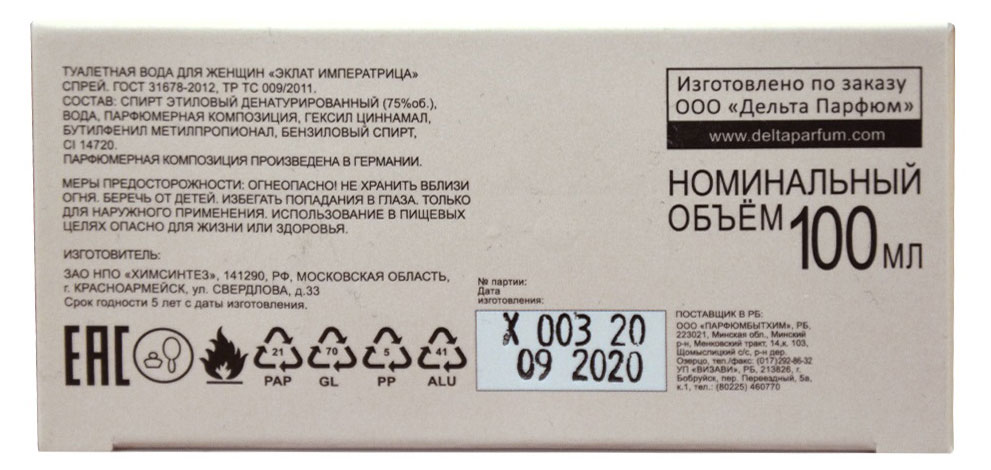 ТУАЛЕТНАЯ ВОДА ДЛЯ ЖЕНЩИН «ЭКЛАТ ИМПЕРАТРИЦА»
СПРЕЙ. ГОСТ 31678-2012, ТР ТС 009/2011.
СОСТАВ: СПИРТ ЭТИЛОВЫЙ ДЕНАТУРИРОВАННЫЙ (75%об.),
ВОДА, ПАРФЮМЕРНАЯ КОМПОЗИЦИЯ, ГЕКСИЛ ЦИННАМАЛ,
БУТИЛФЕНИЛ МЕТИЛПРОПИОНАЛ, БЕНЗИЛОВЫЙ СПИРТ,
CI 14720.
ПАРФЮМЕРНАЯ КОМПОЗИЦИЯ ПРОИЗВЕДЕНА В ГЕРМАНИИ.
МЕРЫ ПРЕДОСТОРОЖНОСТИ: ОГНЕОПАСНО! НЕ ХРАНИТЬ ВБЛИЗИ
ОГНЯ. БЕРЕЧЬ ОТ ДЕТЕЙ. ИЗБЕГАТЬ ПОПАДАНИЯ В ГЛАЗА. ТОЛЬКО
ДЛЯ НАРУЖНОГО ПРИМЕНЕНИЯ. ИСПОЛЬЗОВАНИЕ В ПИЩЕВЫХ
ЦЕЛЯХ ОПАСНО ДЛЯ ЖИЗНИ ИЛИ ЗДОРОВЬЯ.
ИЗГОТОВИТЕЛЬ:
ЗАО НПО «ХИМСИНТЕЗ», 141290, РФ, МОСКОВСКАЯ ОБЛАСТЬ,
г. КРАСНОАРМЕЙСК, УЛ. СВЕРДЛОВА, д.33
Срок годности 5 лет с даты изготовления.
EAC
21
PAP
70
GL
5
PP
41
ALU
№ партии:
Дата
изготовления:
X 003 20
09 2020
Изготовлено по заказу
ООО «Дельта Парфюм»
www.deltaparfum.com
НОМИНАЛЬНЫЙ
ОБЪЁМ 100 МЛ
ПОСТАВЩИК В РБ:
ООО «ПАРФЮМБЫТХИМ», РБ,
223021, Минская обл., Минский
р-н, Меньковский тракт, 14,к. 103,
Щомыслицкий с/с, р-н дер.
Озерцо, тел./факс: (017)292-86-32
УП «ВИЗАВИ», РБ, 213826, г.
Бобруйск, пер. Переездный, 5в,
к.1, тел.: (80225) 460770